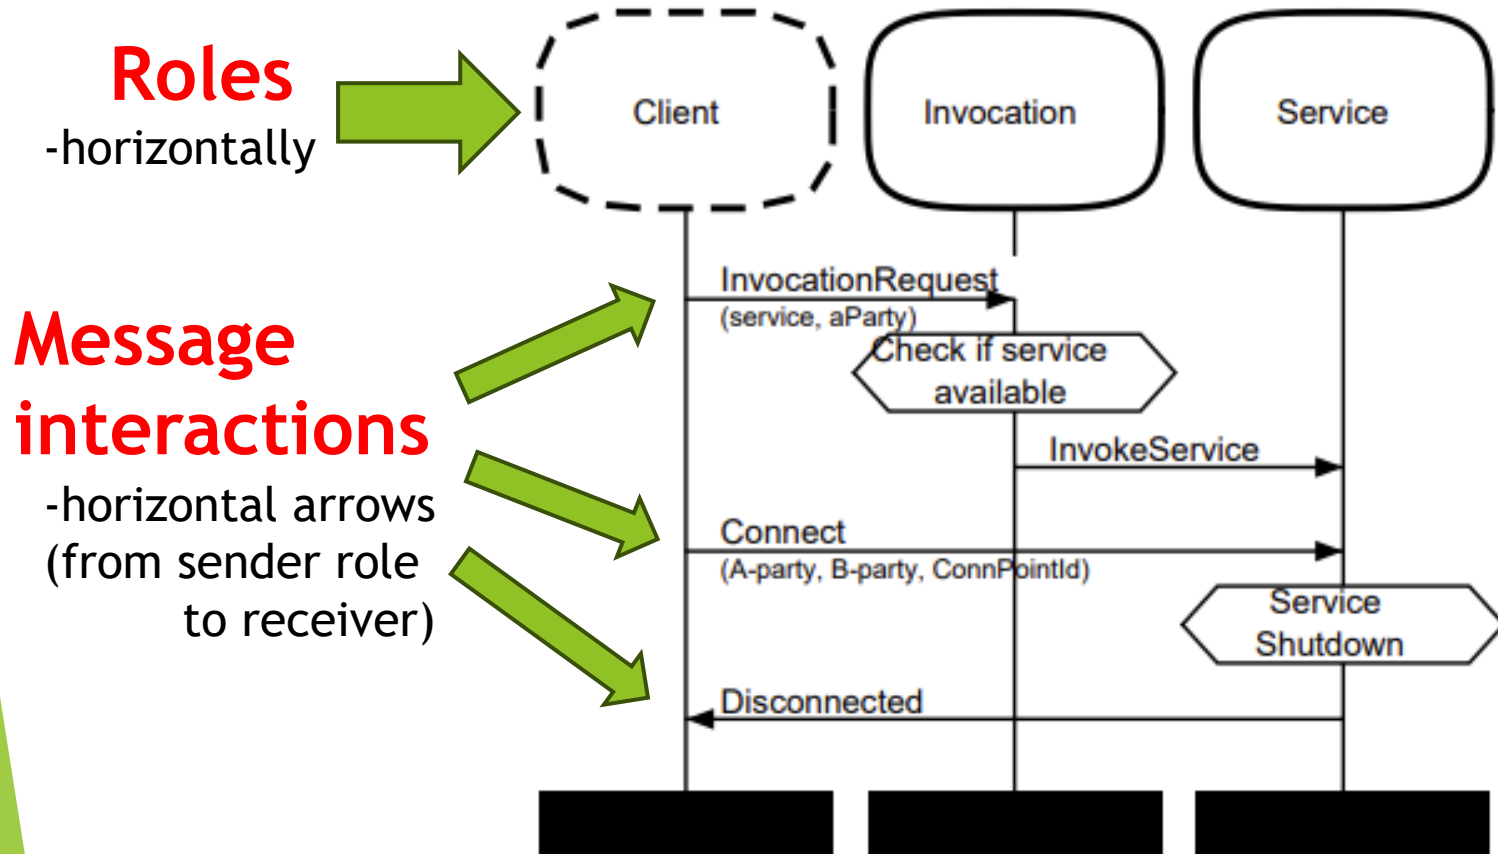 Roles
-horizontally
Client
Invocation
Service
Message
interactions
-horizontal arrows
(from sender role
to receiver)
InvocationRequest
(service, aParty)
Check if service
available
InvokeService
Connect
(A-party, B-party, ConnPointId)
Service
Shutdown
Disconnected